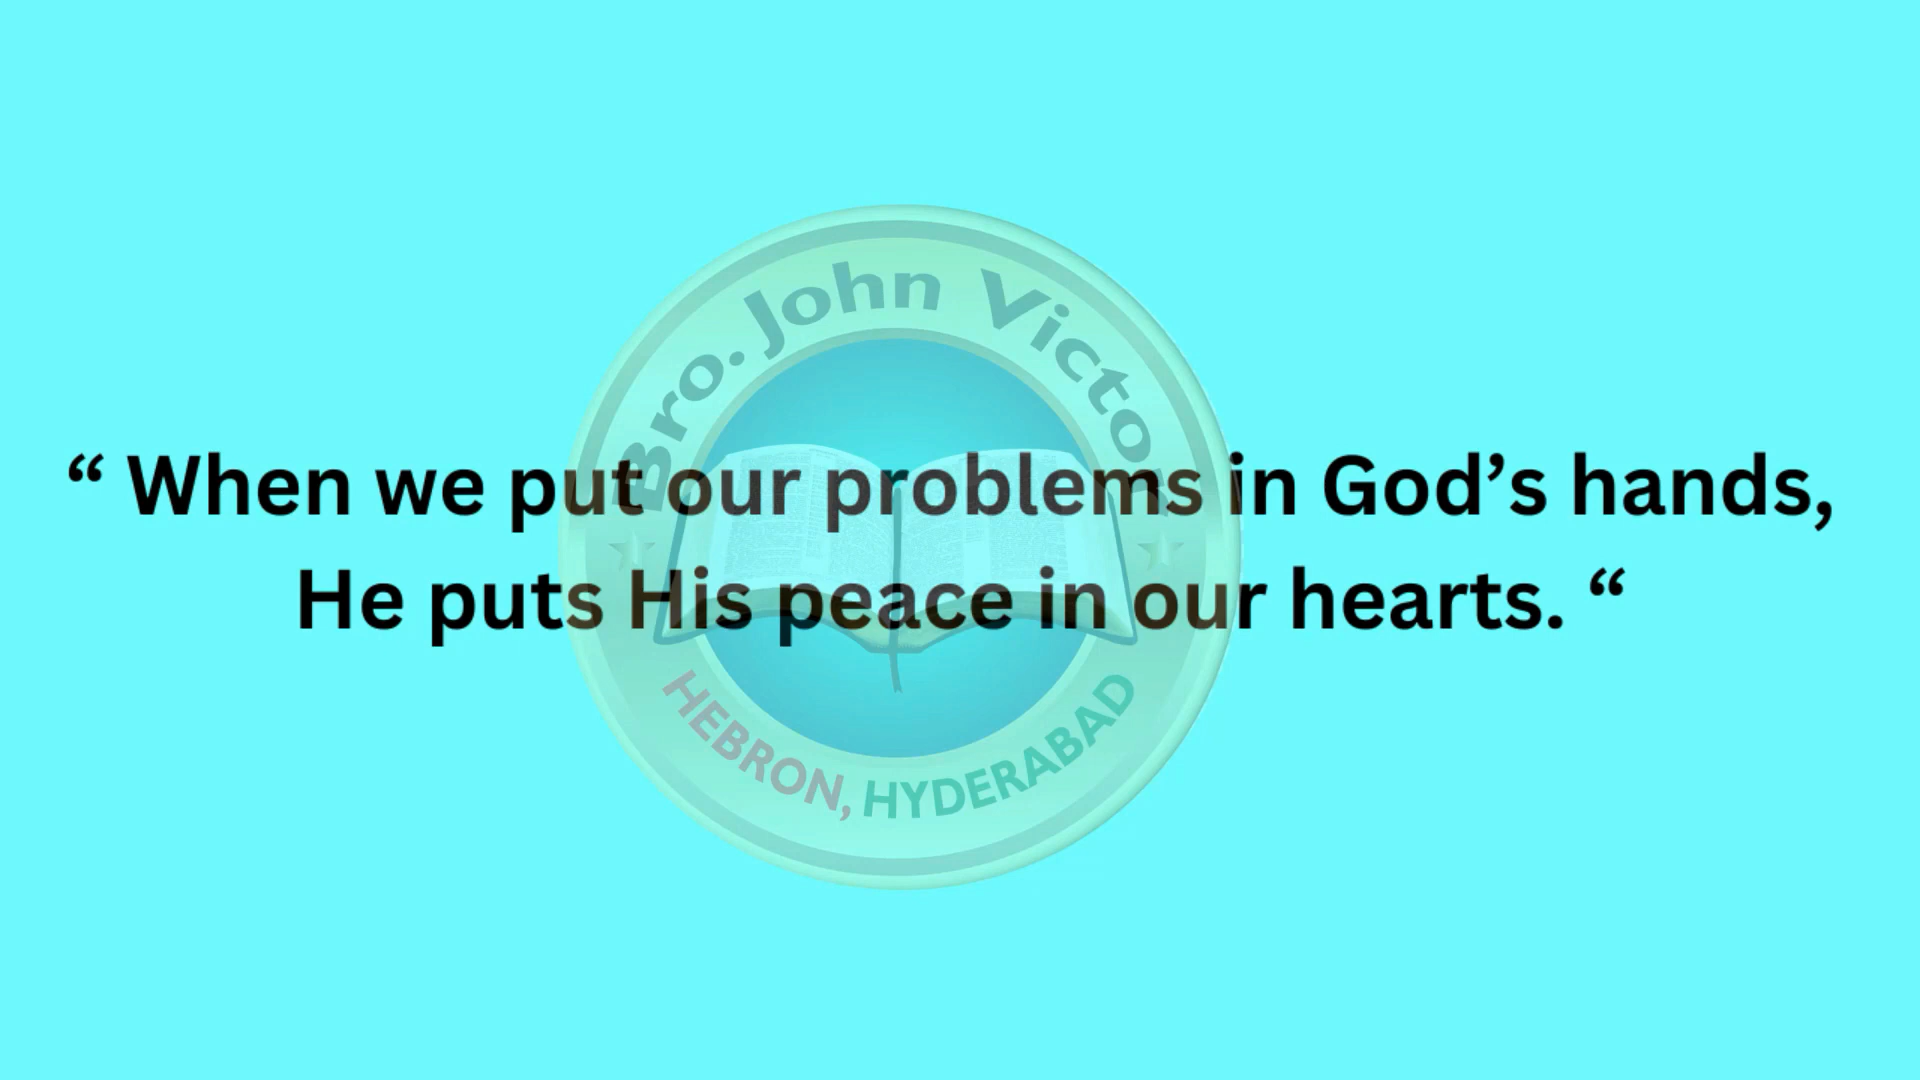 Bro. John Victor
“ When we put our problems in God’s hands,
He puts His peace in our hearts. “
HEBRON, HYDERABAD